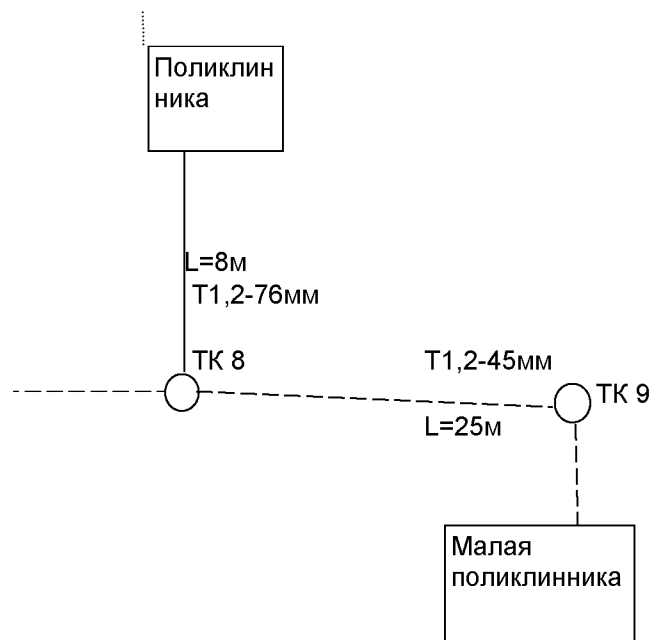 Поликлин
ника
L=8м
Т1,2-76мм
ТК 8
Т1,2-45мм
ТК 9
L=25м
Малая
поликлинника